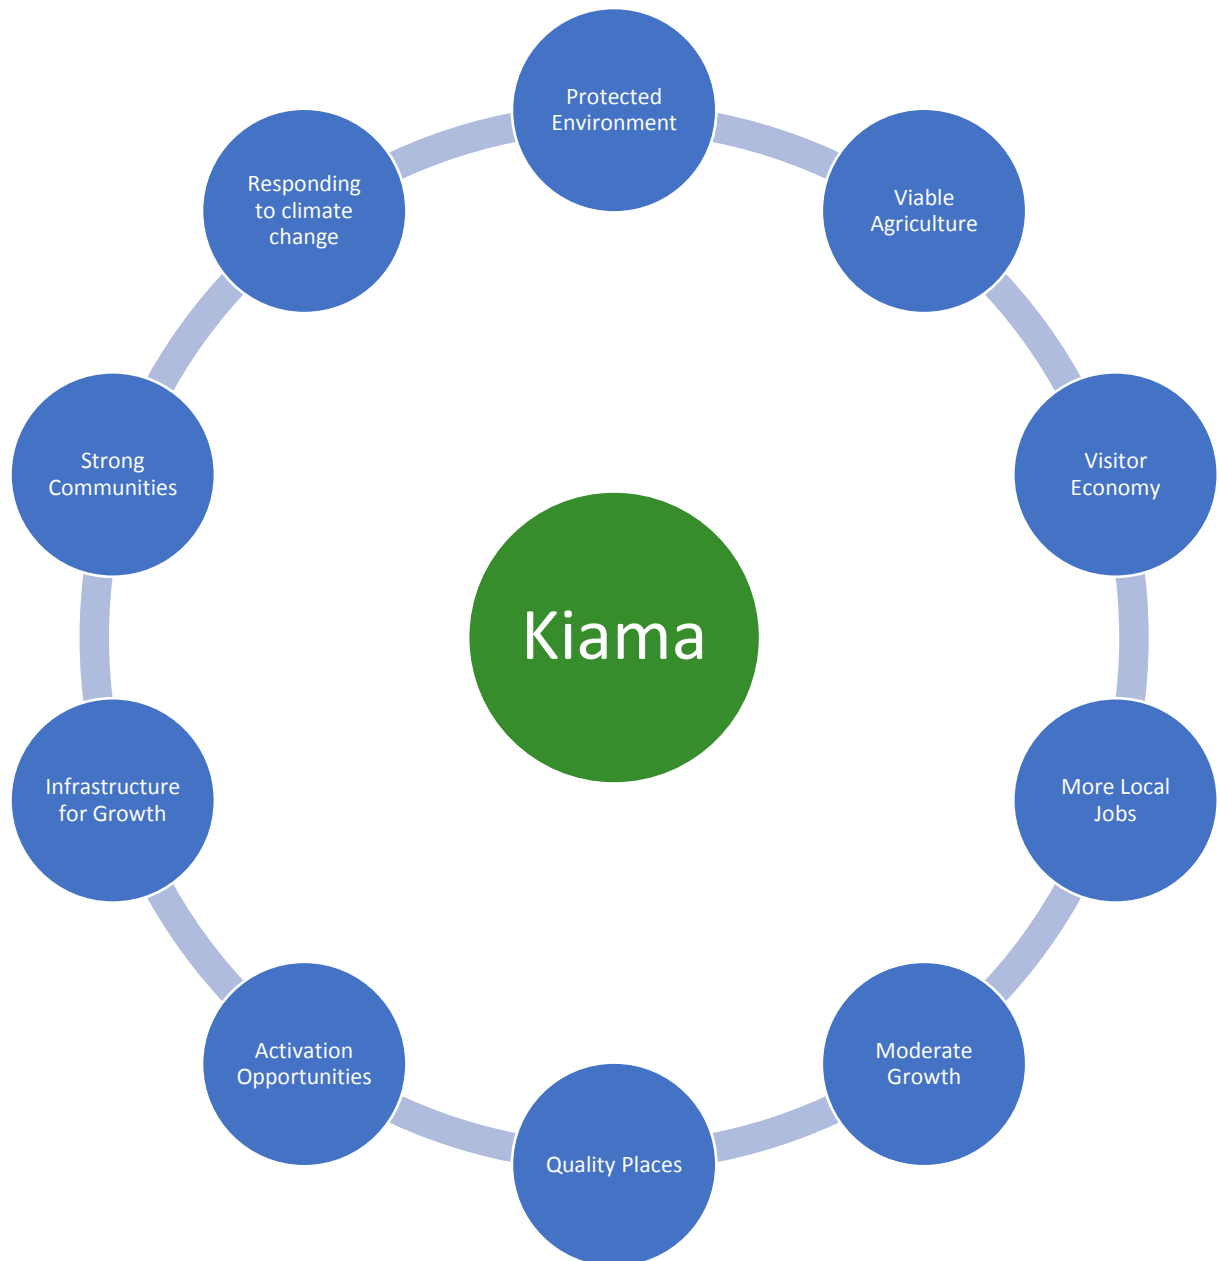 Protected
Environment
Viable
Agriculture
Visitor
Economy
More Local
Jobs
Moderate
Growth
Quality Places
Activation
Opportunities
Infrastructure
for Growth
Strong
Communities
Responding
to climate
change
Kiama